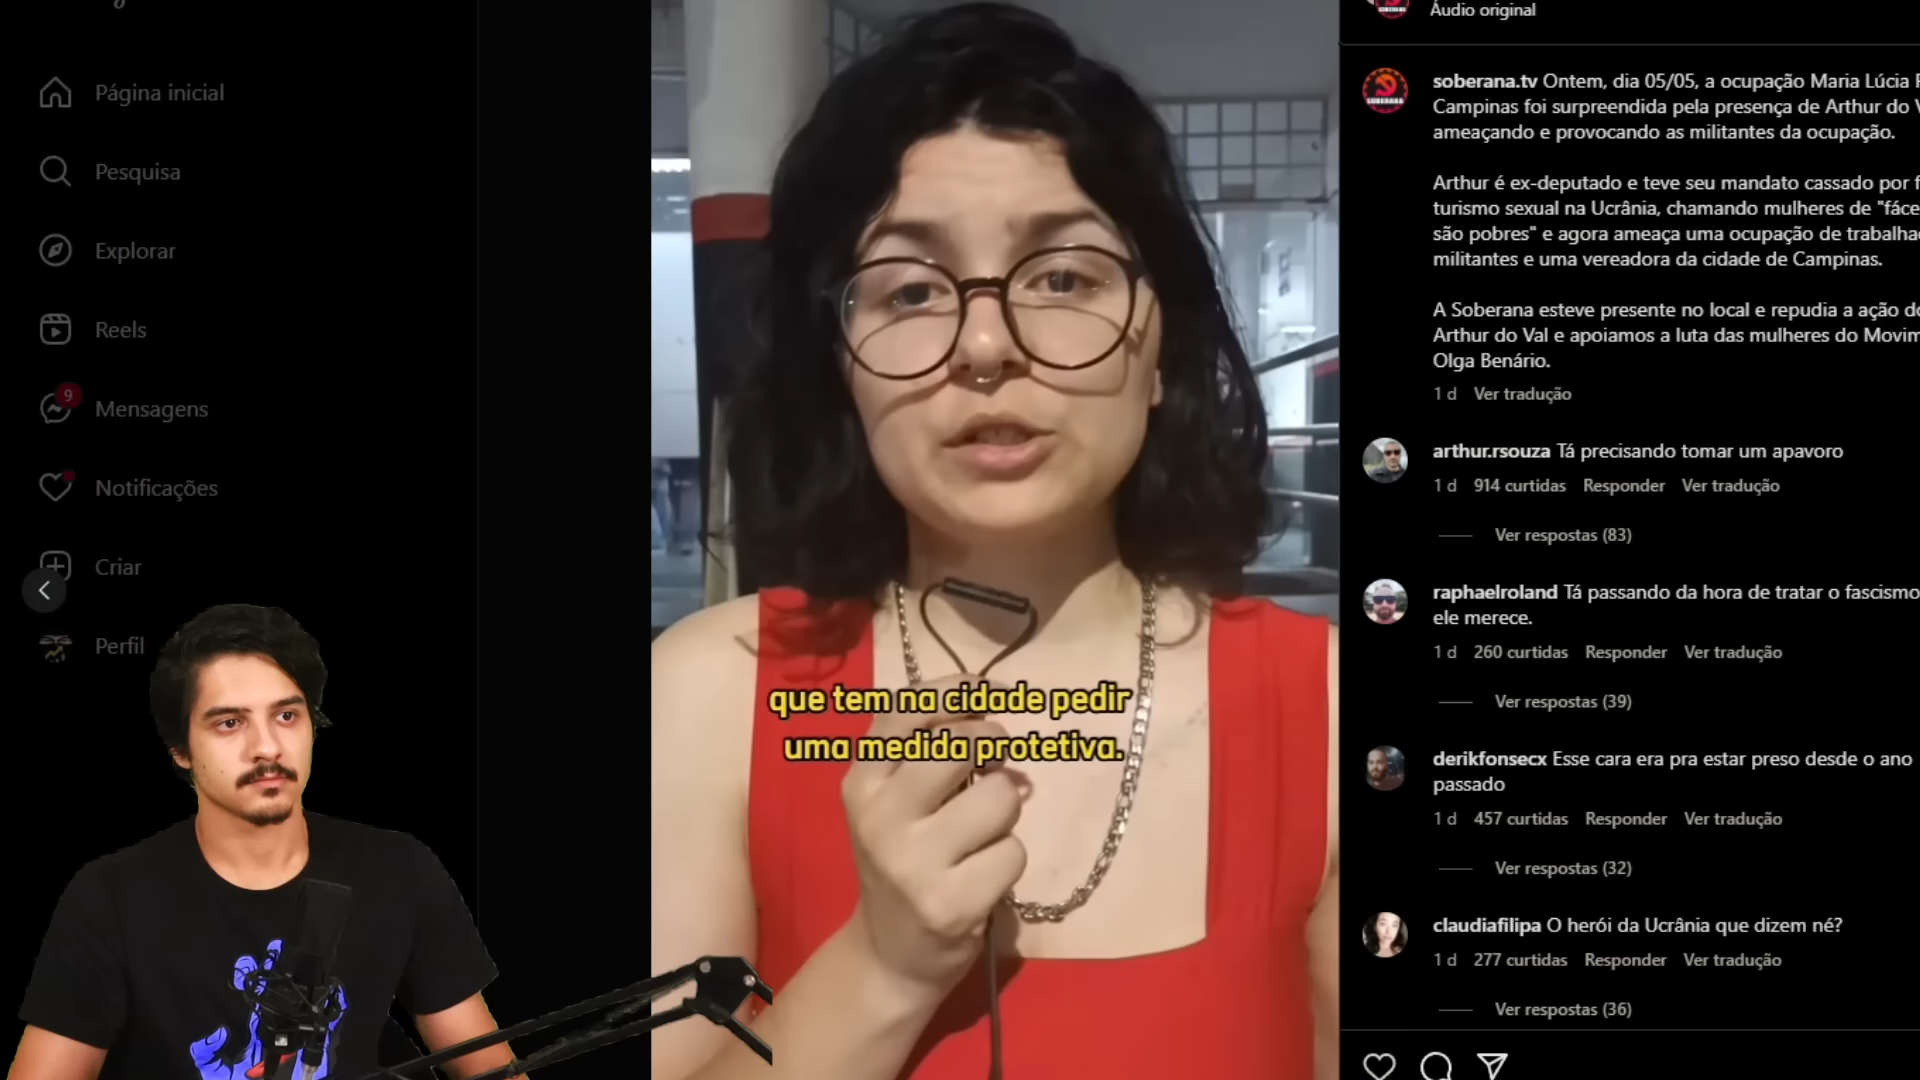 Página inicial
Pesquisa
Explorar
Reels
9
Mensagens
Notificações
Criar
Perfil
que tem na cidade pedir
uma medida protetiva.
Áudio original
soberana.tv Ontem, dia 05/05, a ocupação Maria Lúcia
Campinas foi surpreendida pela presença de Arthur do
ameaçando e provocando as militantes da ocupação.
Arthur é ex-deputado e teve seu mandato cassado por
turismo sexual na Ucrânia, chamando mulheres de "fáce
são pobres" e agora ameaça uma ocupação de trabalha
militantes e uma vereadora da cidade de Campinas.
A Soberana esteve presente no local e repudia a ação
Arthur do Val e apoiamos a luta das mulheres do Movim
Olga Benário.
1 d Ver tradução
arthur.rsouza Tá precisando tomar um apavoro
1 d 914 curtidas Responder Ver tradução
Ver respostas (83)
raphaelroland Tá passando da hora de tratar o fascismo
ele merece.
1 d 260 curtidas Responder Ver tradução
Ver respostas (39)
derikfonsecx Esse cara era pra estar preso desde o ano
passado
1 d 457 curtidas Responder Ver tradução
Ver respostas (32)
claudiafilipa O herói da Ucrânia que dizem né?
1 d 277 curtidas Responder Ver tradução
Ver respostas (36)